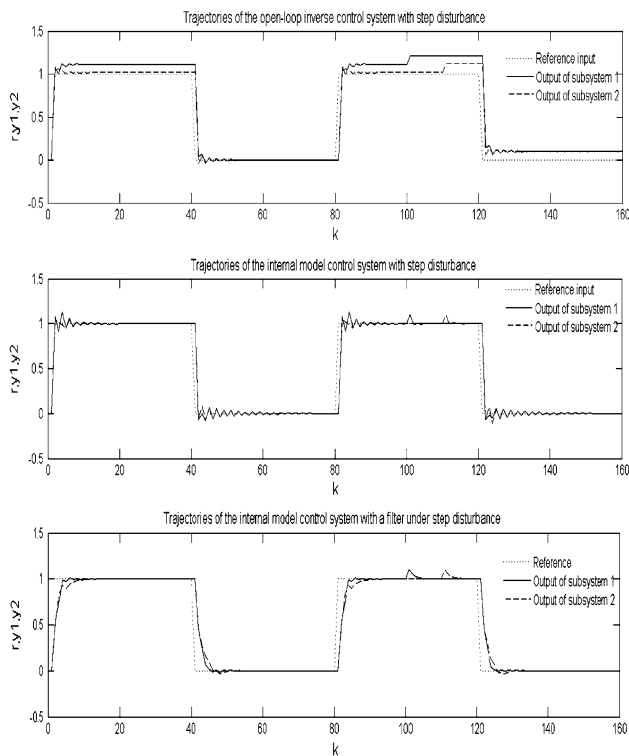 Trajectories of the open-loop inverse control system with step disturbance
1.5
1
0.5
0
-0.5
r,y1,y2
Reference input
Output of subsystem 1
Output of subsystem 2
0 20 40 60 80 100 120 140 160
k
Trajectories of the internal model control system with step disturbance
1.5
1
0.5
0
-0.5
r,y1,y2
Reference input
Output of subsystem 1
Output of subsystem 2
0 20 40 60 80 100 120 140 160
k
Trajectories of the internal model control system with a filter under step disturbance
1.5
1
0.5
0
-0.5
r,y1,y2
Reference
Output of subsystem 1
Output of subsystem 2
0 20 40 60 80 100 120 140 160
k